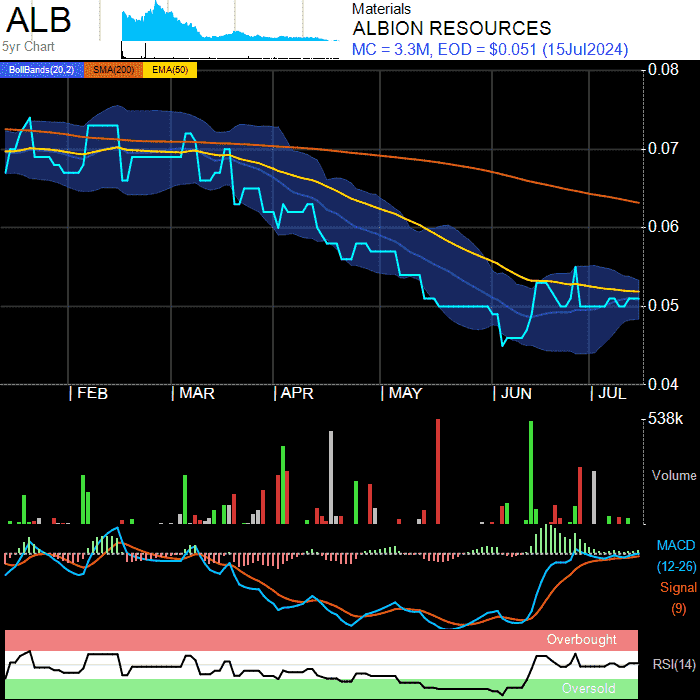 ALB
5yr Chart
Materials
ALBION RESOURCES
MC = 3.3M, EOD = $0.051 (15Jul2024)
BollBands(20,2) SMA(200) EMA(50)
0.08
0.07
0.06
0.05
0.04
FEB MAR APR MAY JUN JUL
538k
Volume
MACD
(12-26)
Signal
(9)
Overbought
RSI(14)
Oversold